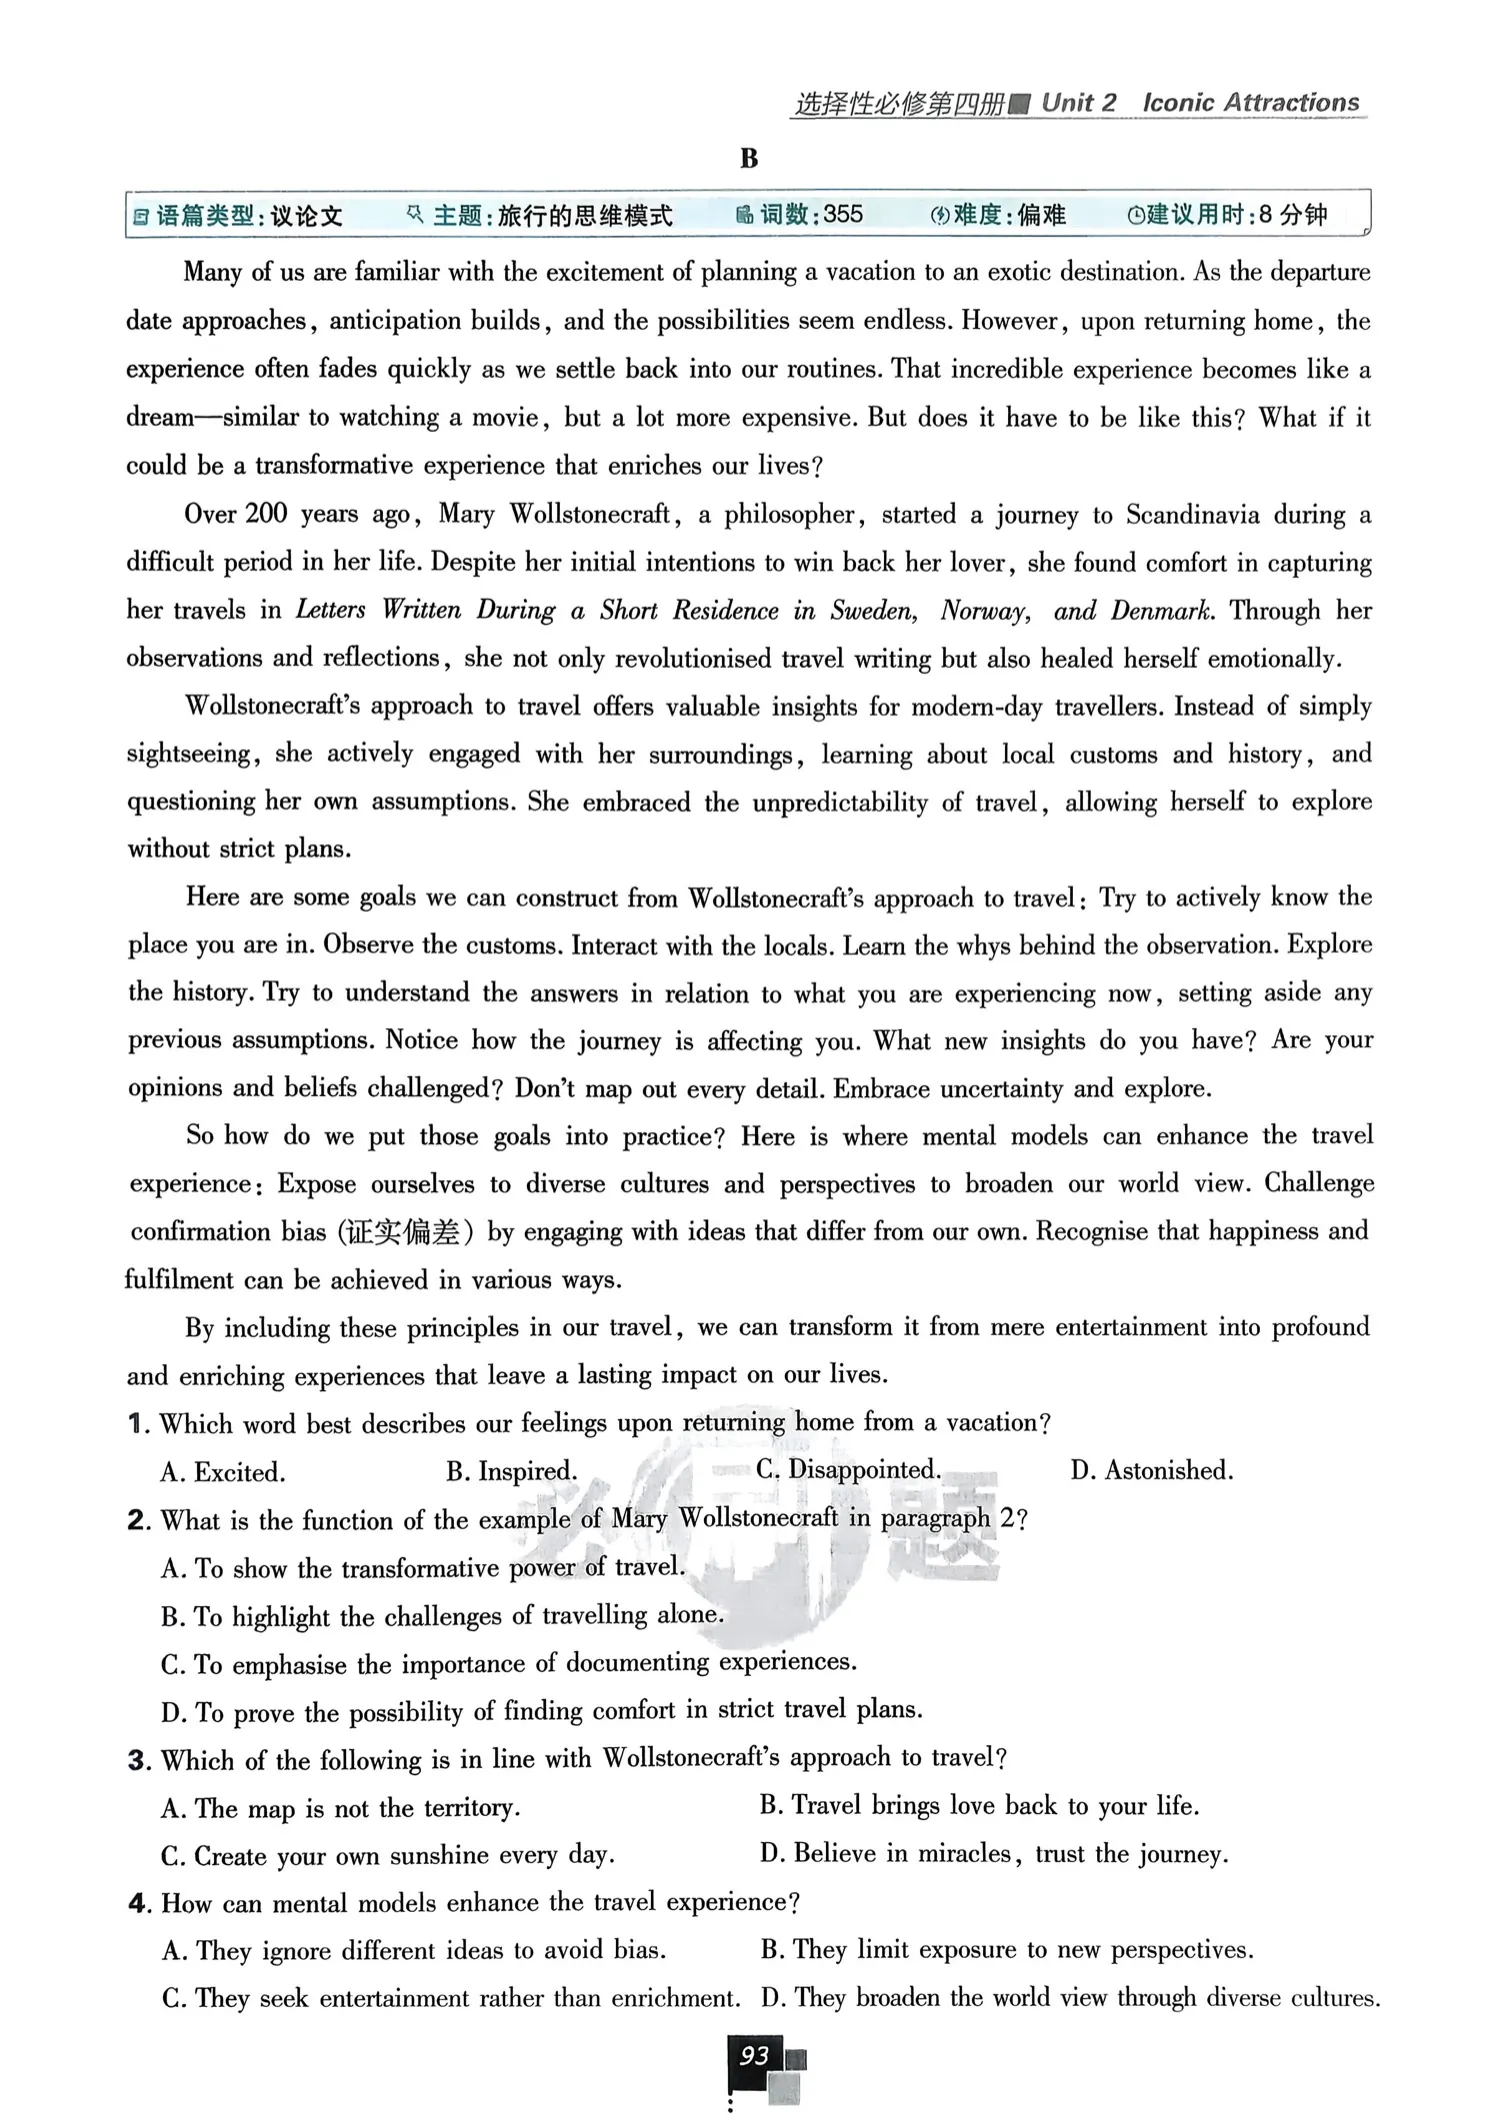 选择性必修第四册 Unit 2 Iconic Attractions
B
语篇类型:议论文 主题:旅行的思维模式 词数:355 难度:偏难 建议用时:8 分钟
Many of us are familiar with the excitement of planning a vacation to an exotic destination. As the departure
date approaches, anticipation builds, and the possibilities seem endless. However, upon returning home, the
experience often fades quickly as we settle back into our routines. That incredible experience becomes like a
dream—similar to watching a movie, but a lot more expensive. But does it have to be like this? What if it
could be a transformative experience that enriches our lives?
Over 200 years ago, Mary Wollstonecraft, a philosopher, started a journey to Scandinavia during a
difficult period in her life. Despite her initial intentions to win back her lover, she found comfort in capturing
her travels in Letters Written During a Short Residence in Sweden, Norway, and Denmark. Through her
observations and reflections, she not only revolutionised travel writing but also healed herself emotionally.
Wollstonecraft's approach to travel offers valuable insights for modern-day travellers. Instead of simply
sightseeing, she actively engaged with her surroundings, learning about local customs and history, and
questioning her own assumptions. She embraced the unpredictability of travel, allowing herself to explore
without strict plans.
Here are some goals we can construct from Wollstonecraft's approach to travel: Try to actively know the
place you are in. Observe the customs. Interact with the locals. Learn the whys behind the observation. Explore
the history. Try to understand the answers in relation to what you are experiencing now, setting aside any
previous assumptions. Notice how the journey is affecting you. What new insights do you have? Are your
opinions and beliefs challenged? Don't map out every detail. Embrace uncertainty and explore.
So how do we put those goals into practice? Here is where mental models can enhance the travel
experience: Expose ourselves to diverse cultures and perspectives to broaden our world view. Challenge
confirmation bias (证实偏差) by engaging with ideas that differ from our own. Recognise that happiness and
fulfilment can be achieved in various ways.
By including these principles in our travel, we can transform it from mere entertainment into profound
and enriching experiences that leave a lasting impact on our lives.
1. Which word best describes our feelings upon returning home from a vacation?
A. Excited. B. Inspired. C. Disappointed. D. Astonished.
2. What is the function of the example of Mary Wollstonecraft in paragraph 2?
A. To show the transformative power of travel.
B. To highlight the challenges of travelling alone.
C. To emphasise the importance of documenting experiences.
D. To prove the possibility of finding comfort in strict travel plans.
3. Which of the following is in line with Wollstonecraft's approach to travel?
A. The map is not the territory. B. Travel brings love back to your life.
C. Create your own sunshine every day. D. Believe in miracles, trust the journey.
4. How can mental models enhance the travel experience?
A. They ignore different ideas to avoid bias. B. They limit exposure to new perspectives.
C. They seek entertainment rather than enrichment. D. They broaden the world view through diverse cultures.
必刷题
93